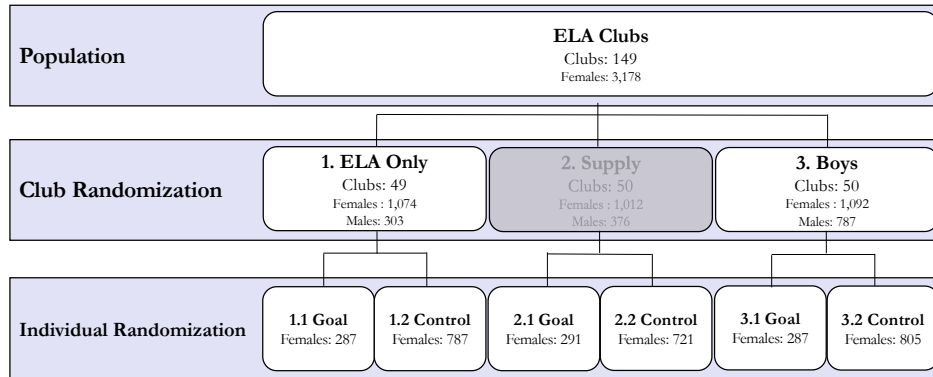 Population
ELA Clubs
Clubs: 149
Females: 3,178
Club Randomization
1. ELA Only
Clubs: 49
Females : 1,074
Males: 303
2. Supply
Clubs: 50
Females : 1,012
Males: 376
3. Boys
Clubs: 50
Females : 1,092
Males: 787
Individual Randomization
1.1 Goal
Females: 287
1.2 Control
Females: 787
2.1 Goal
Females: 291
2.2 Control
Females: 721
3.1 Goal
Females: 287
3.2 Control
Females: 805